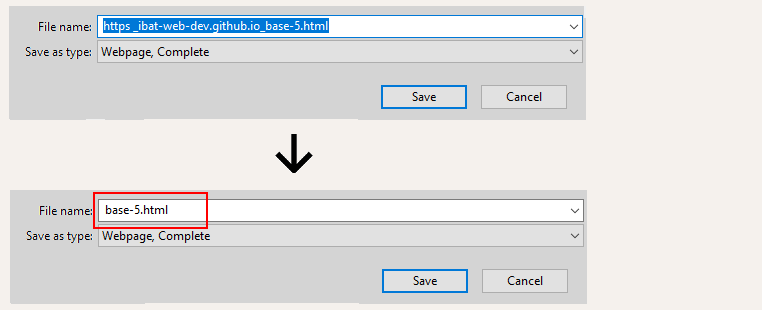 File name: https_ibat-web-dev.github.io_base-5.html
Save as type: Webpage, Complete
Save Cancel
File name: base-5.html
Save as type: Webpage, Complete
Save Cancel